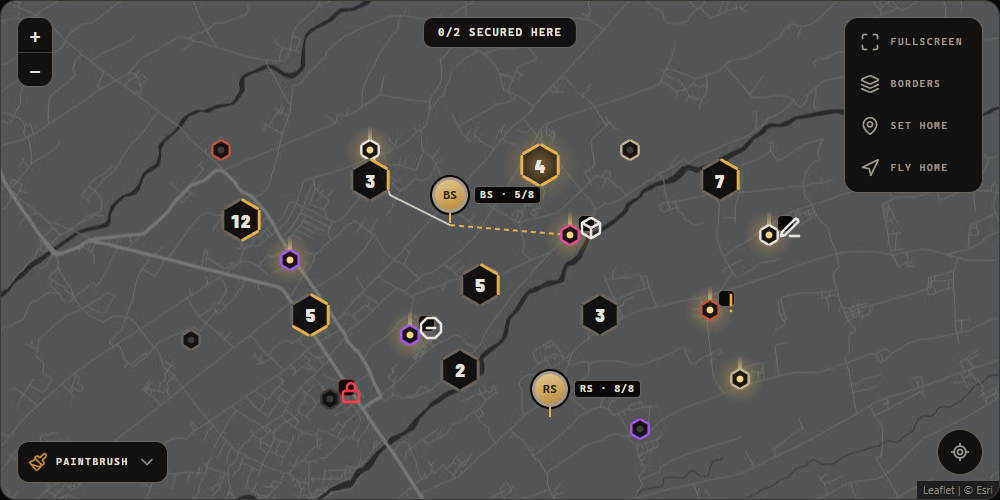 +
0/2 SECURED HERE
FULLSCREEN
−
BORDERS
SET HOME
FLY HOME
4
3
7
BS
BS · 5/8
12
5
5
3
2
RS
RS · 8/8
PAINTBRUSH
Leaflet | © Esri